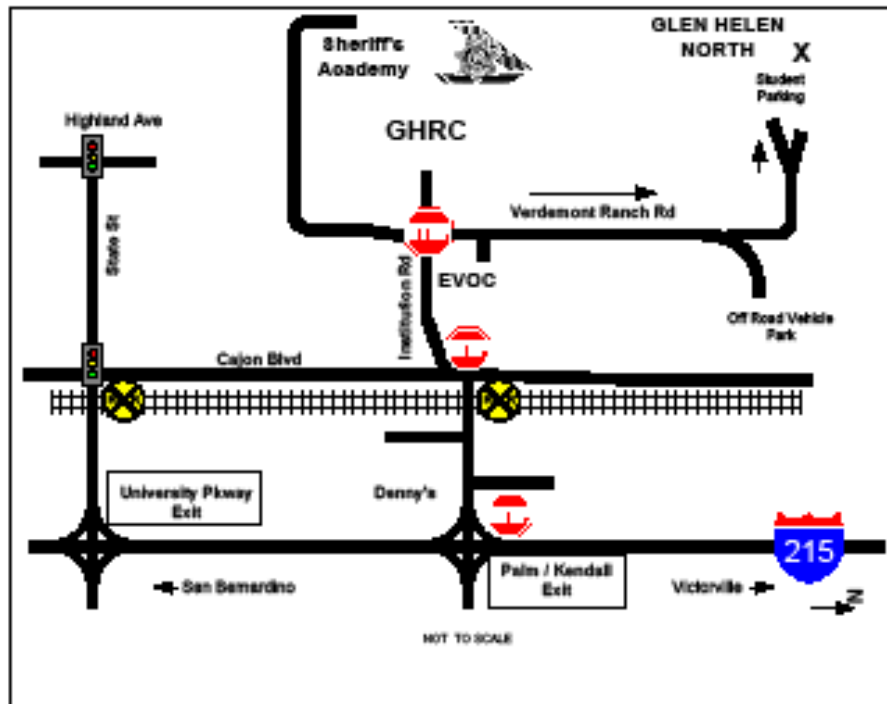 Sheriff's
Academy
GLEN HELEN
NORTH X
Student
Parking
Highland Ave
GHRC
Verdemont Ranch Rd
State St
Institution Rd
EVOC
Off Road Vehicle
Park
Cajon Blvd
University Pkway
Exit
Denny's
215
Palm / Kendall
Exit
San Bernardino
Victorville
N
NOT TO SCALE